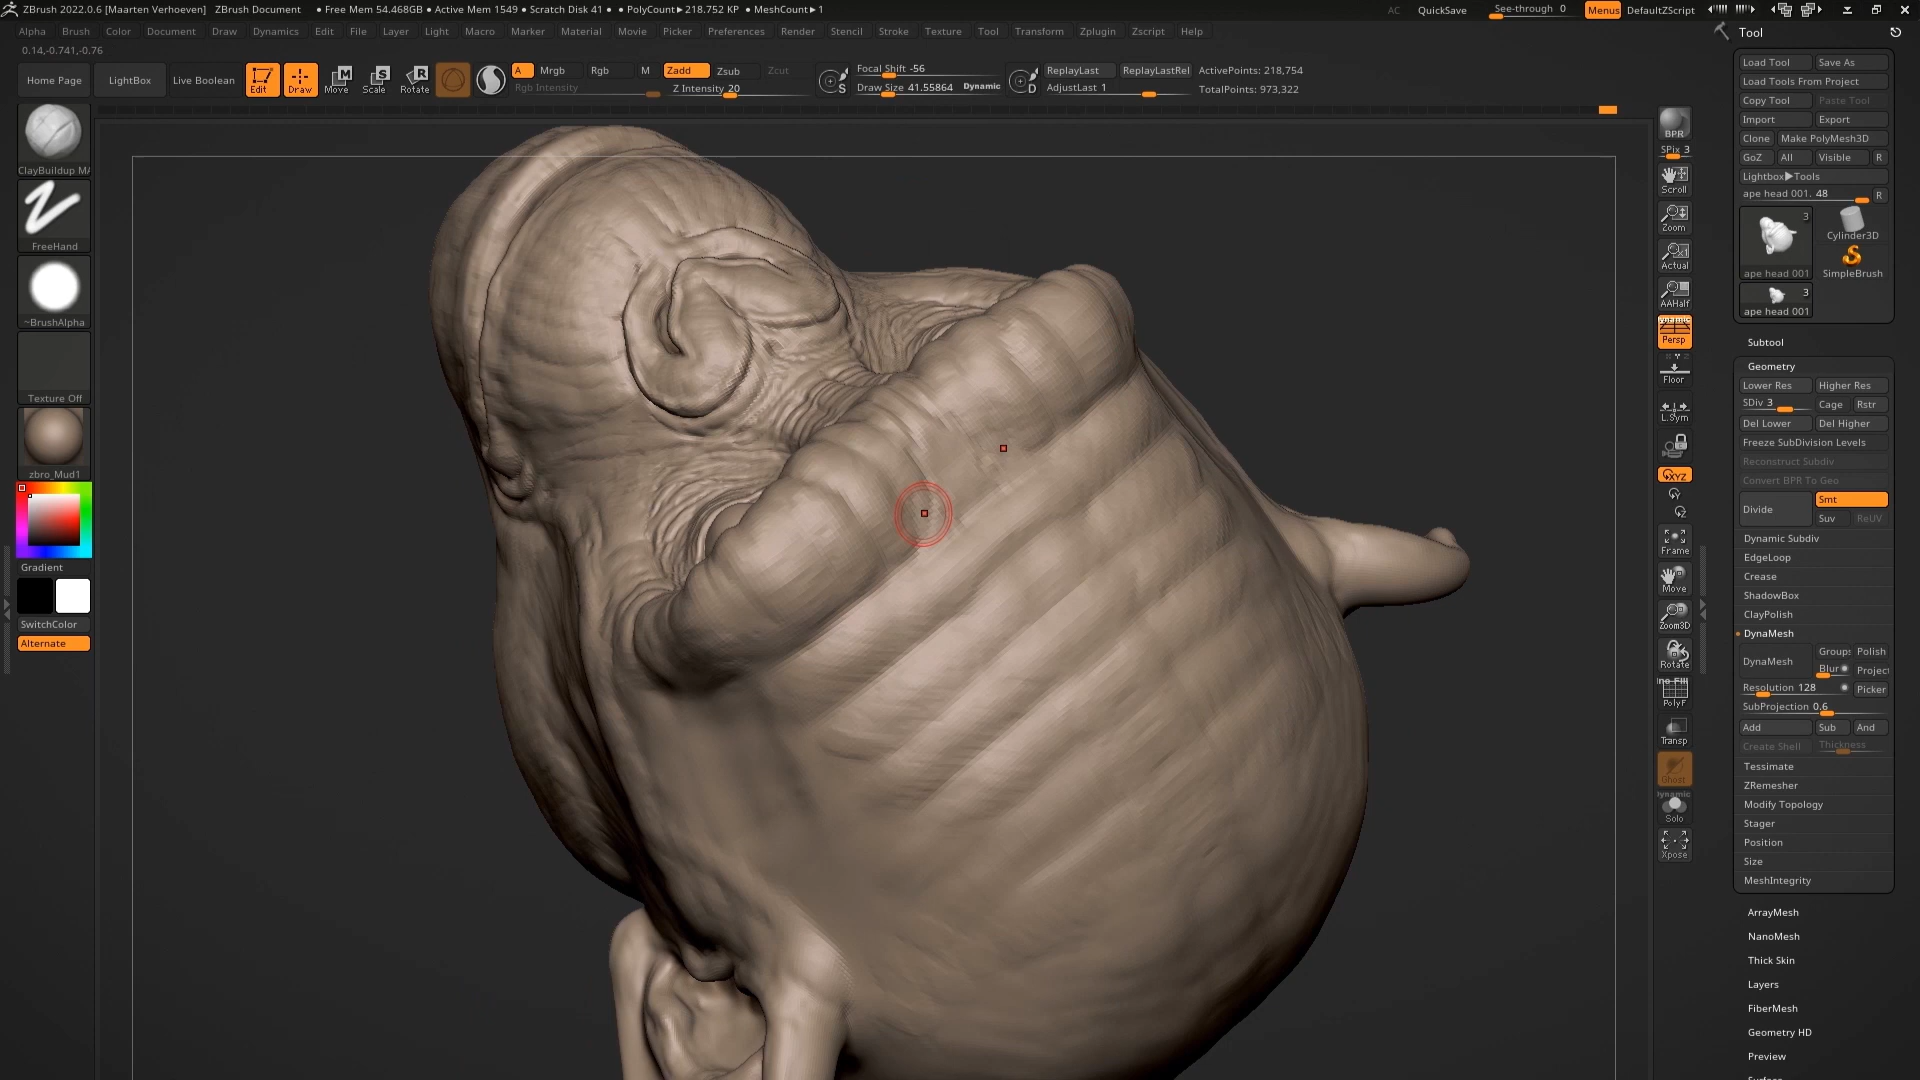 ZBrush 2022.0.6 [Maarten Verhoeven] ZBrush Document • Free Mem 54.468GB • Active Mem 1549 • Scratch Disk 41 • • PolyCount▶218.752 KP • MeshCount▶1 AC QuickSave See-through 0 Menus DefaultZScript
Alpha Brush Color Document Draw Dynamics Edit File Layer Light Macro Marker Material Movie Picker Preferences Render Stencil Stroke Texture Tool Transform Zplugin Zscript Help
0.14,-0.741,-0.76
Home Page LightBox Live Boolean Edit Draw Move Scale Rotate
A Mrgb Rgb M Zadd Zsub Zcut
Rgb Intensity Z Intensity 20
Focal Shift -56
Draw Size 41.55864 Dynamic
ReplayLast ReplayLastRel ActivePoints: 218,754
AdjustLast 1 TotalPoints: 973,322
ClayBuildup MA
FreeHand
~BrushAlpha
Texture Off
zbro_Mud1
Gradient
SwitchColor
Alternate
BPR
SPix 3
Scroll
Zoom
Actual
AAHalf
Persp
Floor
L.Sym
XYZ
Frame
Move
Zoom3D
Rotate
PolyF
Transp
Ghost
Dynamic
Solo
Xpose
Tool
Load Tool Save As
Load Tools From Project
Copy Tool Paste Tool
Import Export
Clone Make PolyMesh3D
GoZ All Visible R
Lightbox▶Tools
ape head 001. 48 R
3
Cylinder3D
ape head 001 SimpleBrush
3
ape head 001
Subtool
Geometry
Lower Res Higher Res
SDiv 3 Cage Rstr
Del Lower Del Higher
Freeze SubDivision Levels
Reconstruct Subdiv
Convert BPR To Geo
Divide Smt
Suv ReUV
Dynamic Subdiv
EdgeLoop
Crease
ShadowBox
ClayPolish
DynaMesh
DynaMesh Groups Polish
Blur Project
Resolution 128 Picker
SubProjection 0.6
Add Sub And
Create Shell Thickness
Tessimate
ZRemesher
Modify Topology
Stager
Position
Size
MeshIntegrity
ArrayMesh
NanoMesh
Thick Skin
Layers
FiberMesh
Geometry HD
Preview